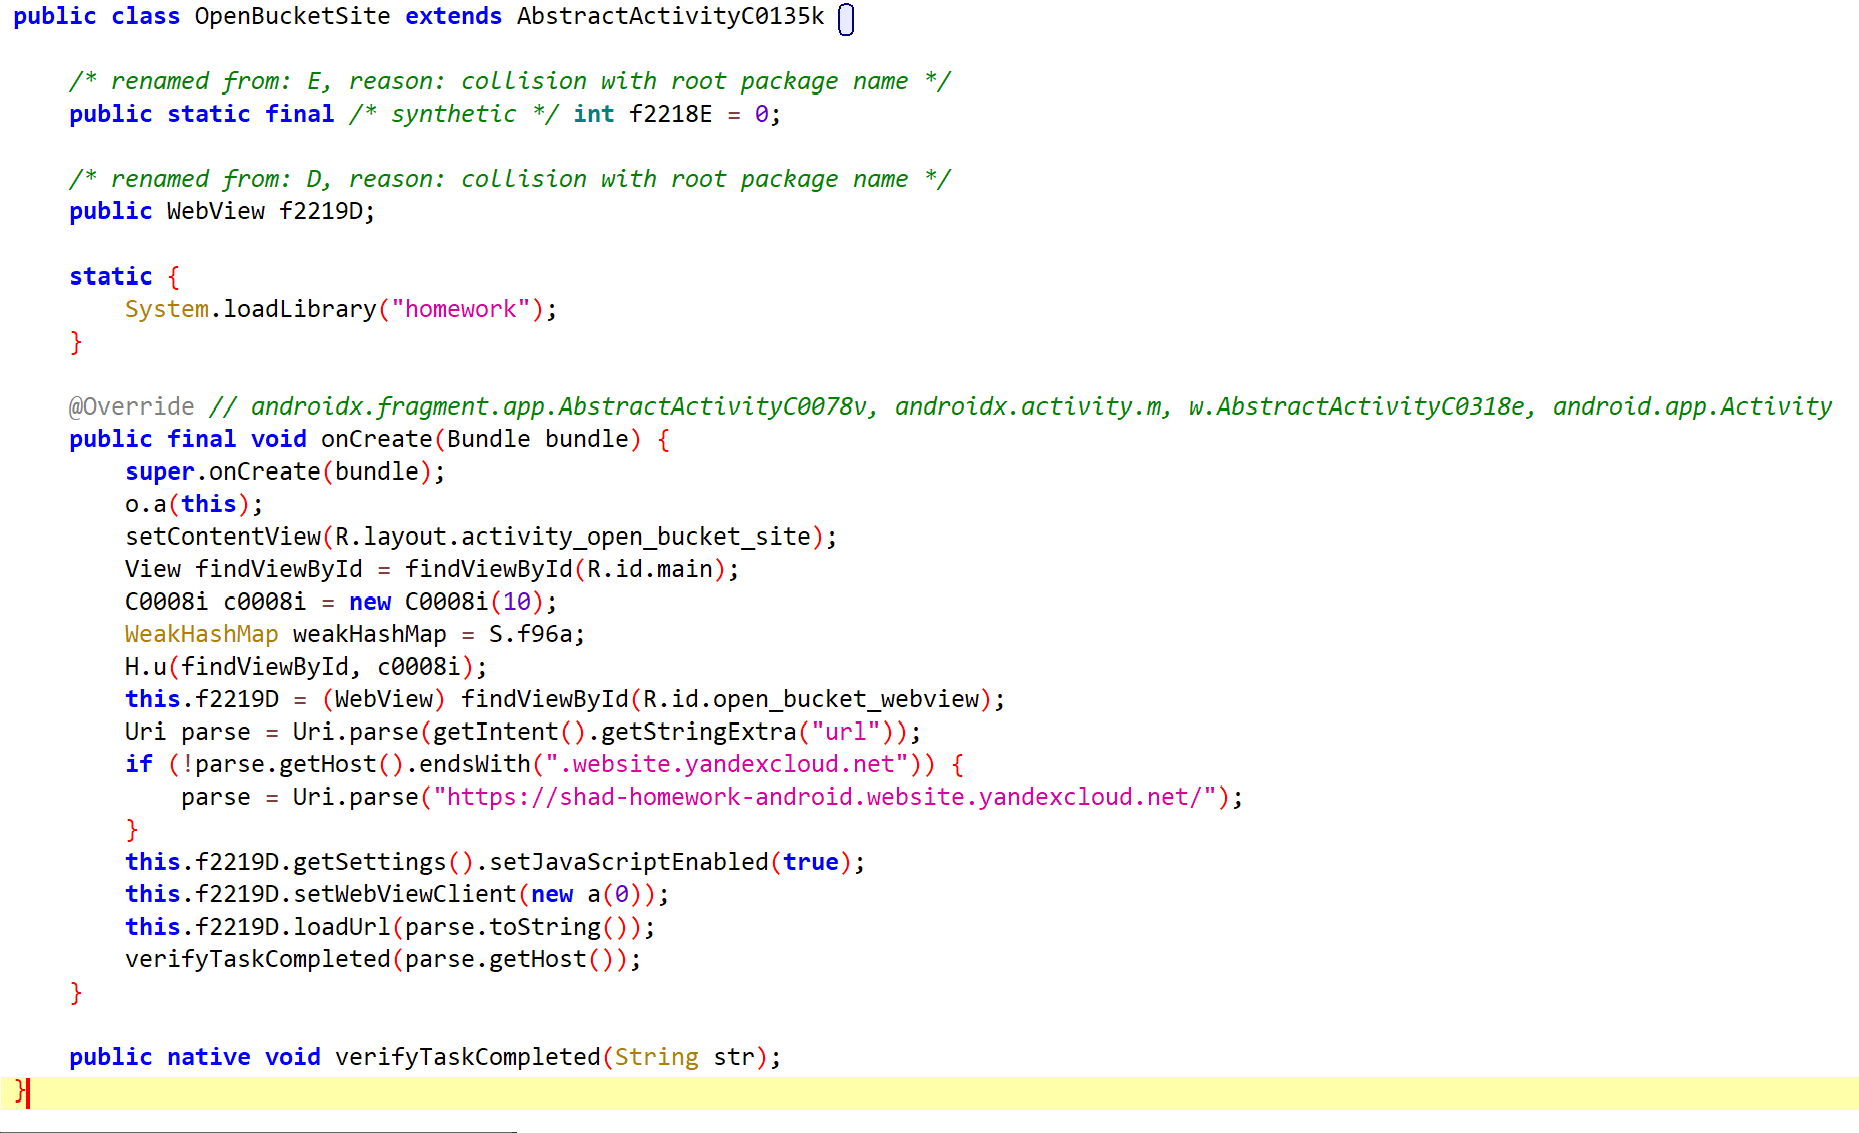 public class OpenBucketSite extends AbstractActivityC0135k
/* renamed from: E, reason: collision with root package name */
public static final /* synthetic */ int f2218E = 0;
/* renamed from: D, reason: collision with root package name */
public WebView f2219D;
static {
System.loadLibrary("homework");
}
@Override // androidx.fragment.app.AbstractActivityC0078v, androidx.activity.m, w.AbstractActivityC0318e, android.app.Activity
public final void onCreate(Bundle bundle) {
super.onCreate(bundle);
o.a(this);
setContentView(R.layout.activity_open_bucket_site);
View findViewById = findViewById(R.id.main);
C0008i c0008i = new C0008i(10);
WeakHashMap weakHashMap = S.f96a;
H.u(findViewById, c0008i);
this.f2219D = (WebView) findViewById(R.id.open_bucket_webview);
Uri parse = Uri.parse(getIntent().getStringExtra("url"));
if (!parse.getHost().endsWith(".website.yandexcloud.net")) {
parse = Uri.parse("https://shad-homework-android.website.yandexcloud.net/");
}
this.f2219D.getSettings().setJavaScriptEnabled(true);
this.f2219D.setWebViewClient(new a(0));
this.f2219D.loadUrl(parse.toString());
verifyTaskCompleted(parse.getHost());
}
public native void verifyTaskCompleted(String str);
}